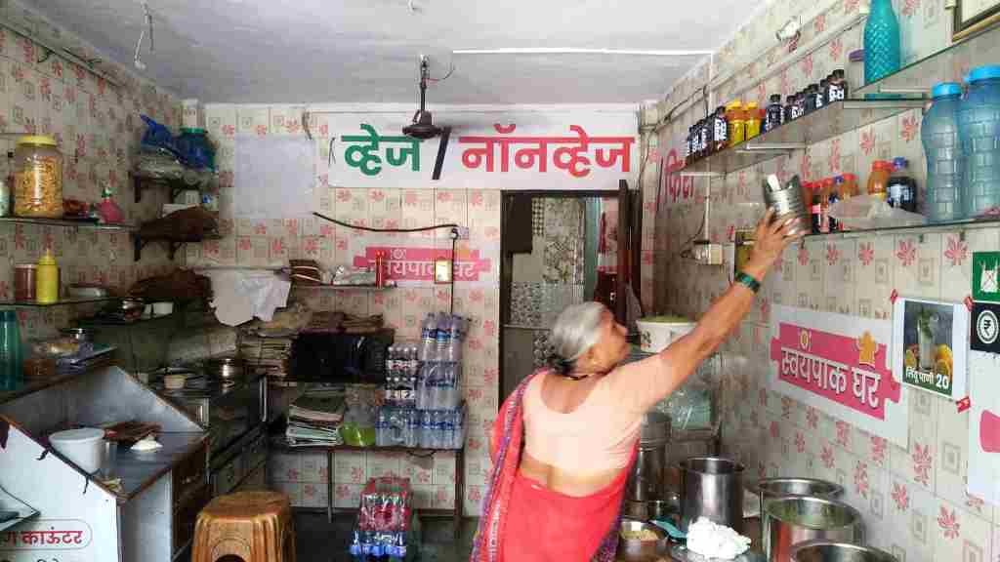 व्हेज / नॉनव्हेज
स्वयंपाक घर
स्वयंपाक घर
लिंबू पाणी 20
ग काऊंटर